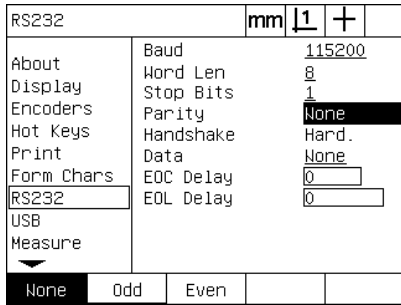 RS232 mm 1
About
Display
Encoders
Hot Keys
Print
Form Chars
RS232
USB
Measure
Baud 115200
Word Len 8
Stop Bits 1
Parity None
Handshake Hard.
Data None
EOC Delay 0
EOL Delay 0
None Odd Even